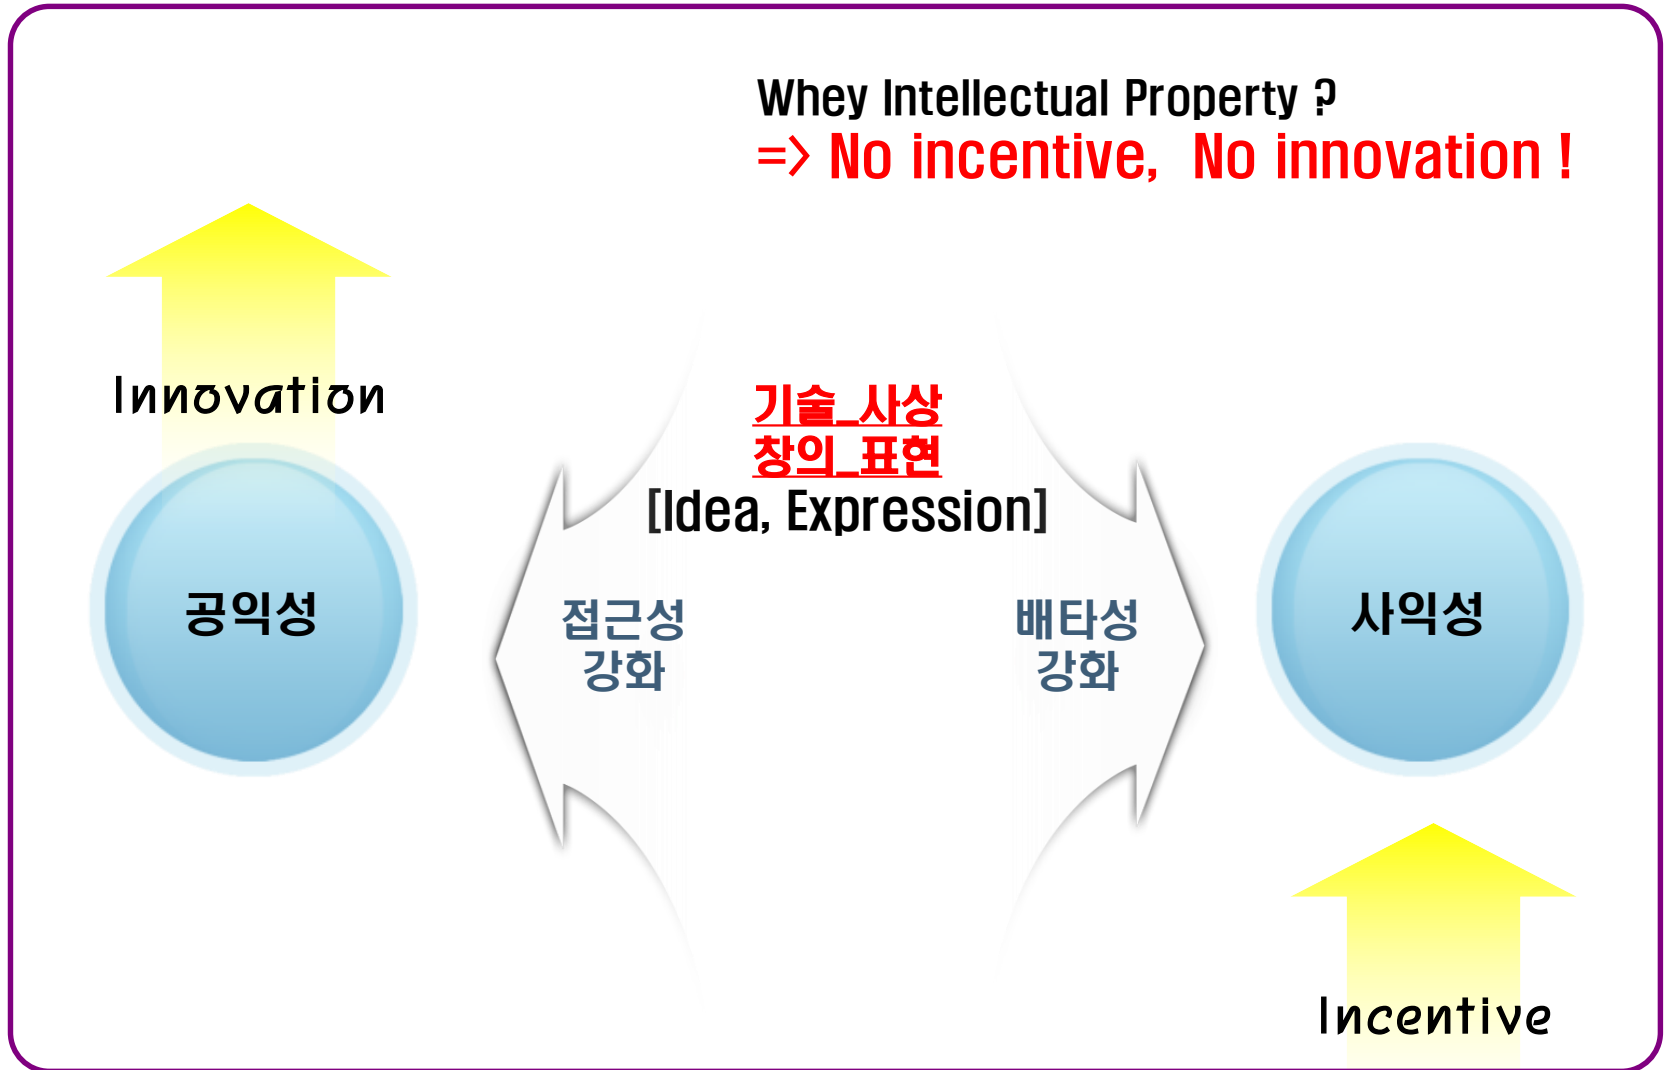 Whey Intellectual Property ?
=> No incentive, No innovation !
Innovation
기술_사상
창의_표현
[Idea, Expression]
공익성
접근성
강화
배타성
강화
사익성
Incentive